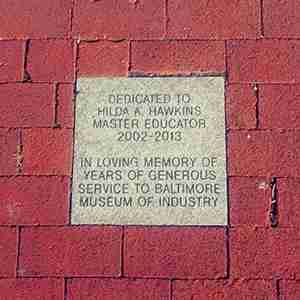 DEDICATED TO
HILDA A. HAWKINS
MASTER EDUCATOR
2002-2013
IN LOVING MEMORY OF
YEARS OF GENEROUS
SERVICE TO BALTIMORE
MUSEUM OF INDUSTRY